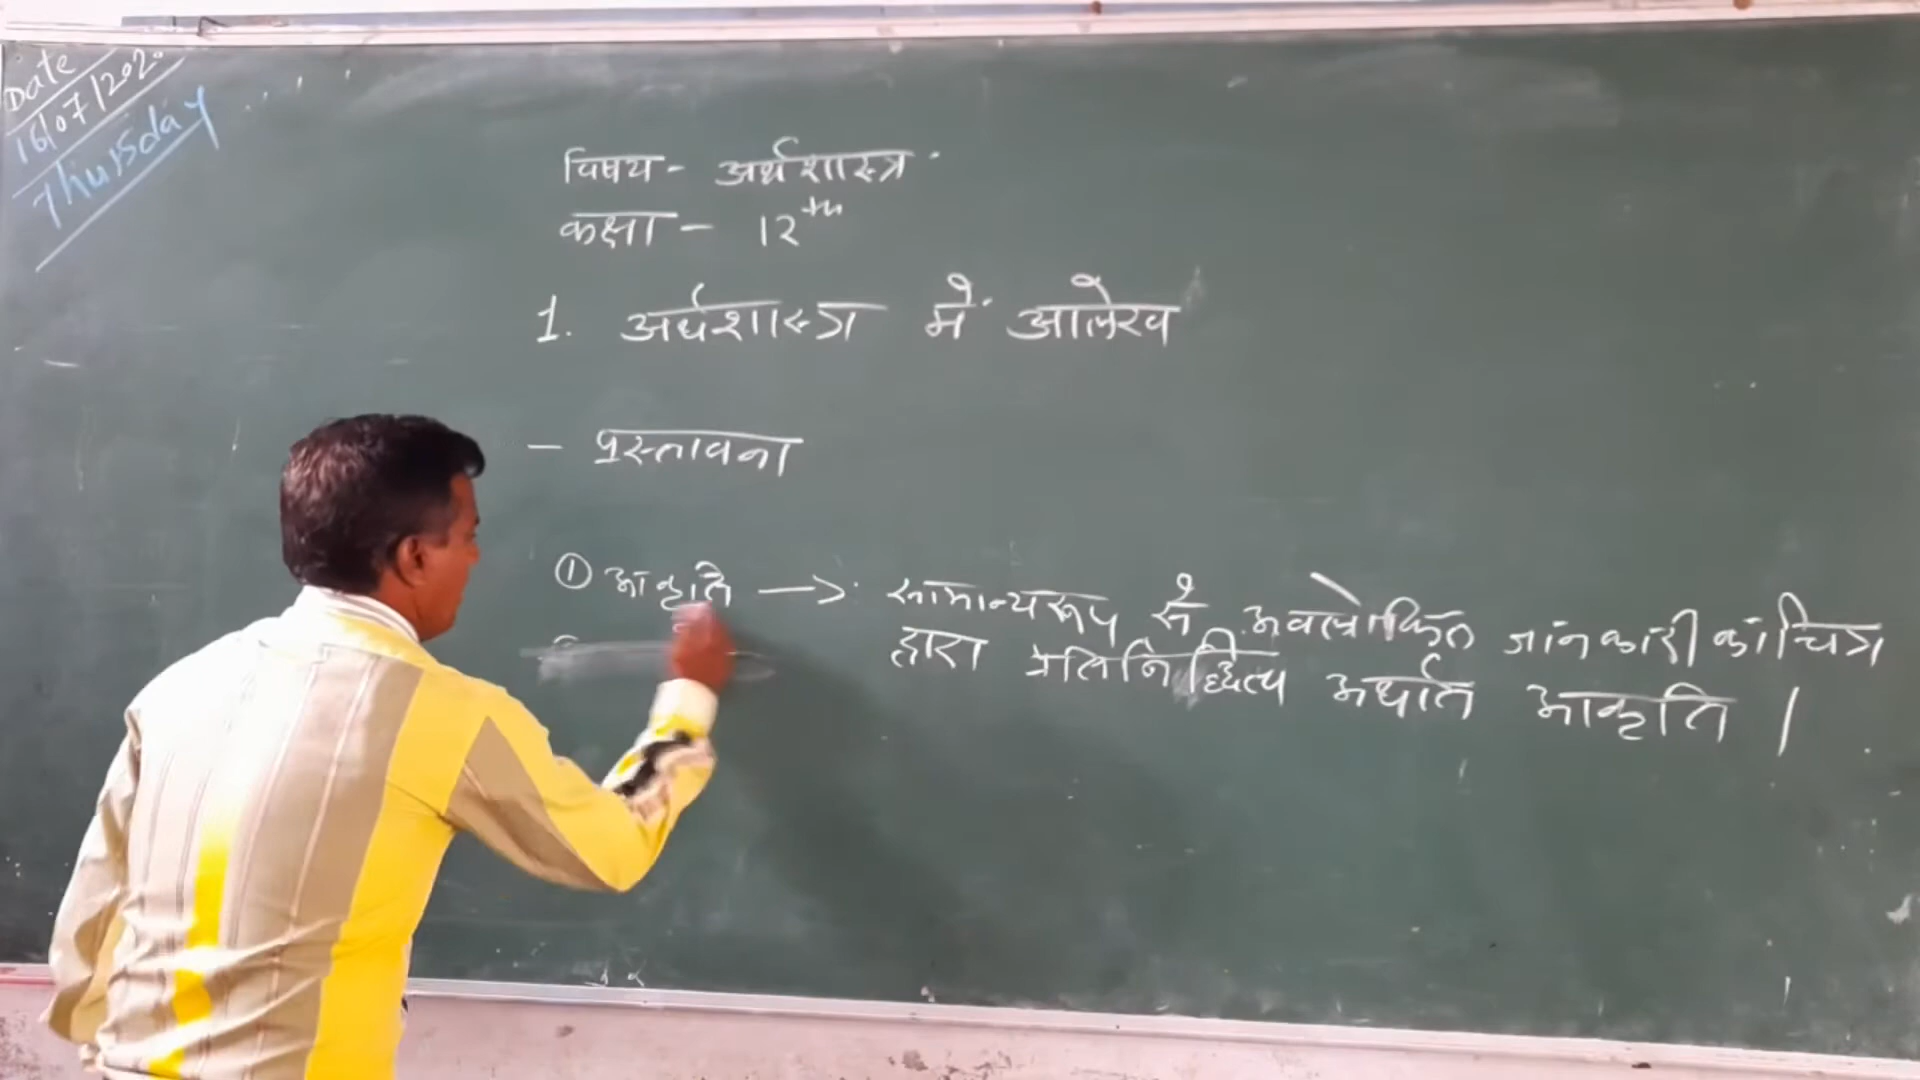 Date
16/07/2020
Thursday
विषय - अर्थशास्त्र
कक्षा - 12th
1. अर्थशास्त्र में आलेख
- प्रस्तावना
① आकृति → सामान्य रूप से अवलोकित जानकारी का चित्र
द्वारा प्रतिनिधित्व अर्थात आकृति |